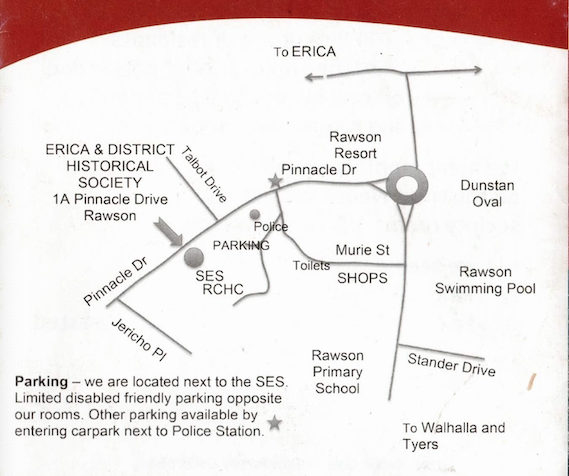 To ERICA
ERICA & DISTRICT
HISTORICAL
SOCIETY
1A Pinnacle Drive
Rawson
Talbot Drive
Rawson
Resort
Pinnacle Dr
Dunstan
Oval
Police
PARKING
Murie St
Toilets
SHOPS
SES
RCHC
Rawson
Swimming Pool
Pinnacle Dr
Jericho Pl
Rawson
Primary
School
Stander Drive
Parking – we are located next to the SES.
Limited disabled friendly parking opposite
our rooms. Other parking available by
entering carpark next to Police Station.
To Walhalla and
Tyers